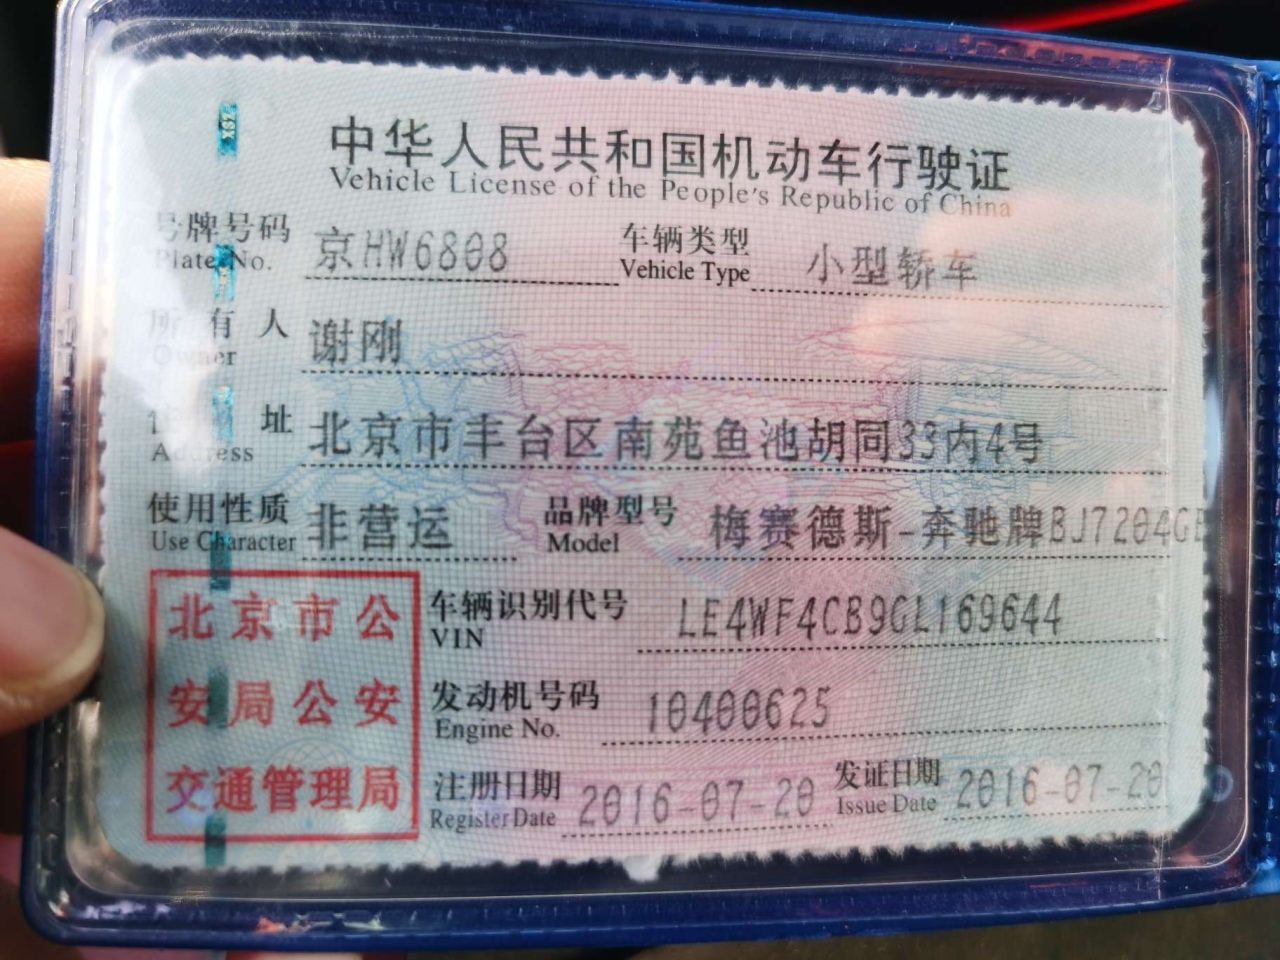 中华人民共和国机动车行驶证
Vehicle License of the People's Republic of China
号牌号码 京HW6808 车辆类型 小型轿车
Plate No. Vehicle Type
所有人 谢刚
Owner
住址 北京市丰台区南苑鱼池胡同33内4号
Address
使用性质 非营运 品牌型号 梅赛德斯-奔驰牌BJ7204GE
Use Character Model
北京市公
安局公安
交通管理局
车辆识别代号 LE4WF4CB9GL169644
VIN
发动机号码 10400625
Engine No.
注册日期 2016-07-20 发证日期 2016-07-20
Register Date Issue Date